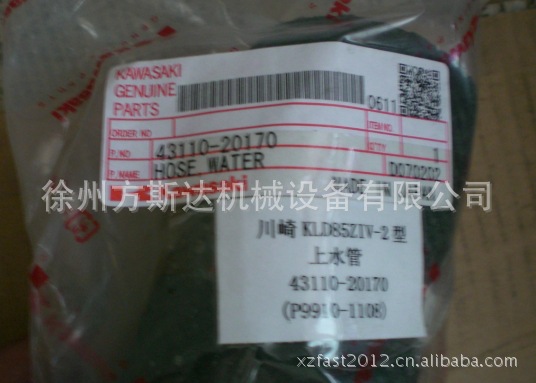 KAWASAKI
GENUINE
PARTS
0611
ORDER NO
ITEM NO.
P.NO 43110-20170
Q'TY 1
P.NAME HOSE WATER
D070202
徐州方斯达机械设备有限公司
川崎 KLD85ZIV-2型
上水管
43110-20170
(P9910-1108)
xzfast2012.cn.alibaba.com